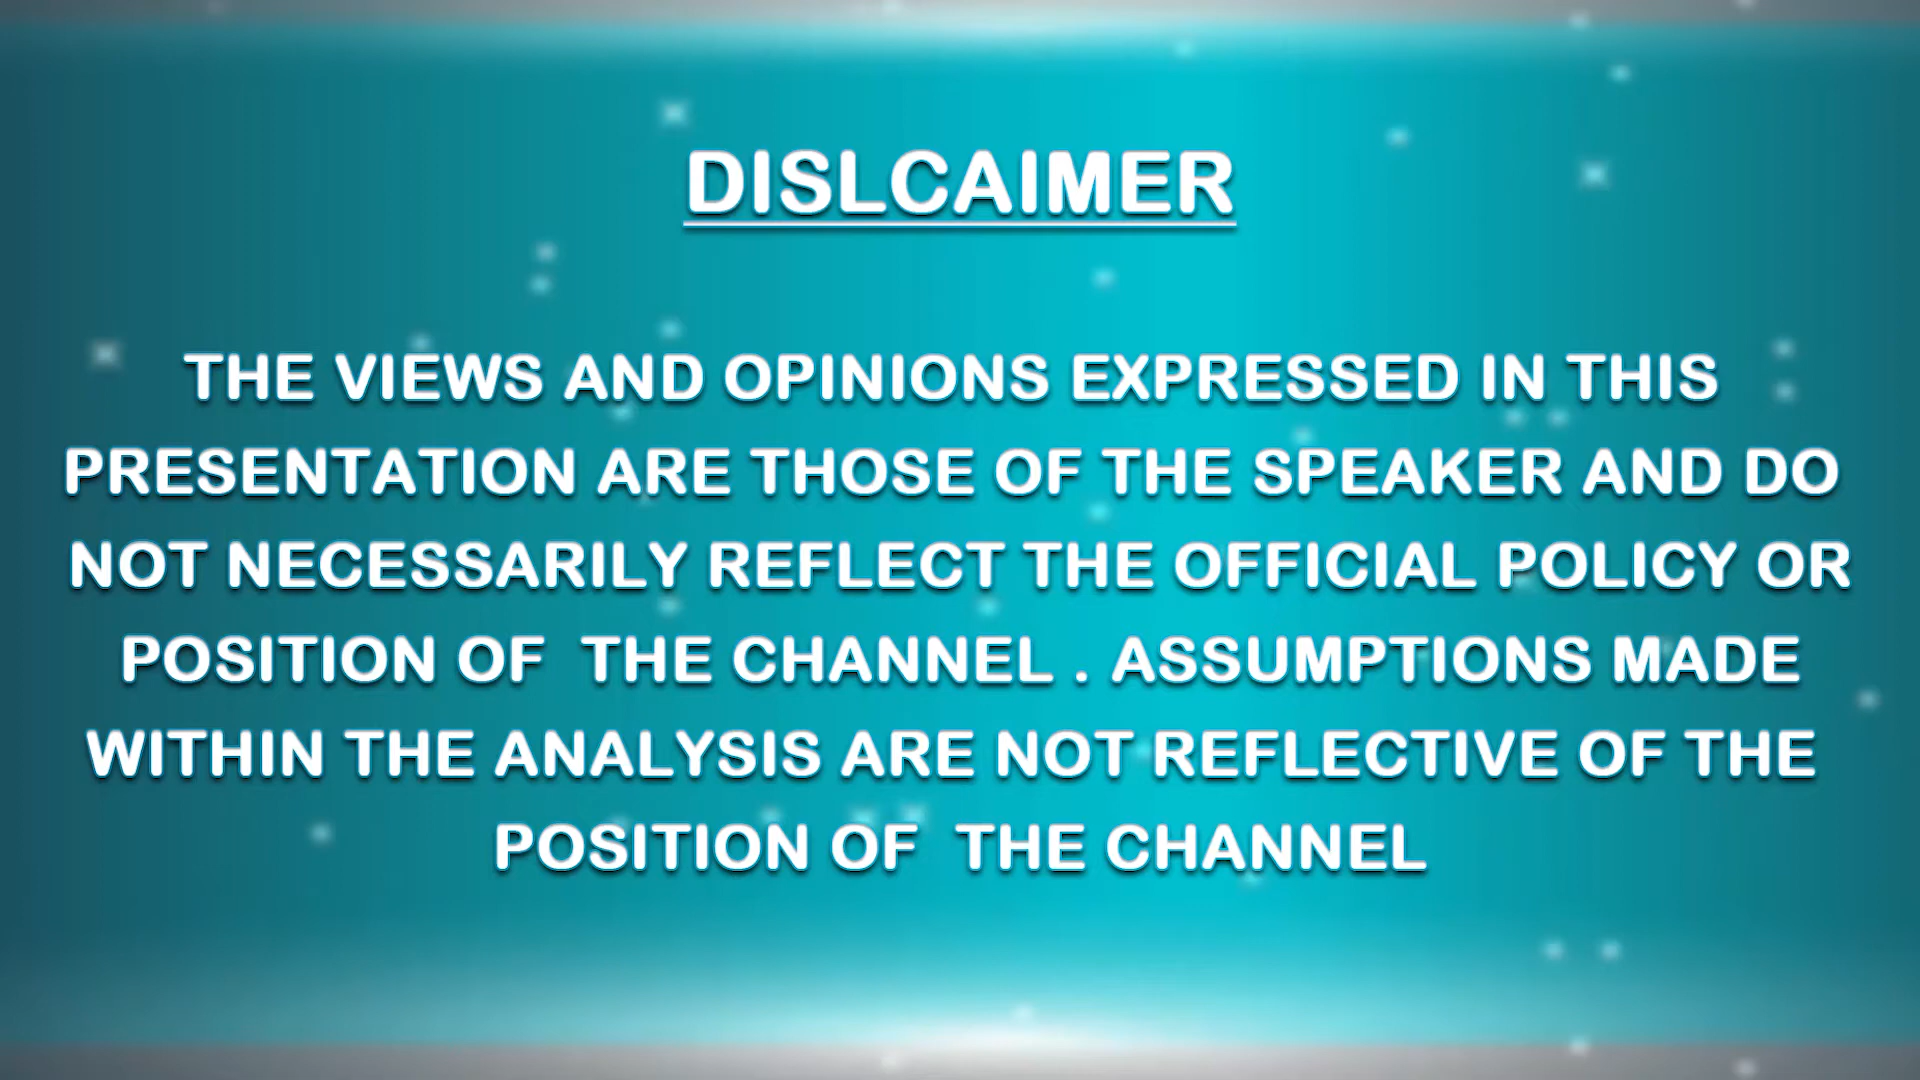 DISLCAIMER
THE VIEWS AND OPINIONS EXPRESSED IN THIS
PRESENTATION ARE THOSE OF THE SPEAKER AND DO
NOT NECESSARILY REFLECT THE OFFICIAL POLICY OR
POSITION OF  THE CHANNEL . ASSUMPTIONS MADE
WITHIN THE ANALYSIS ARE NOT REFLECTIVE OF THE
POSITION OF  THE CHANNEL